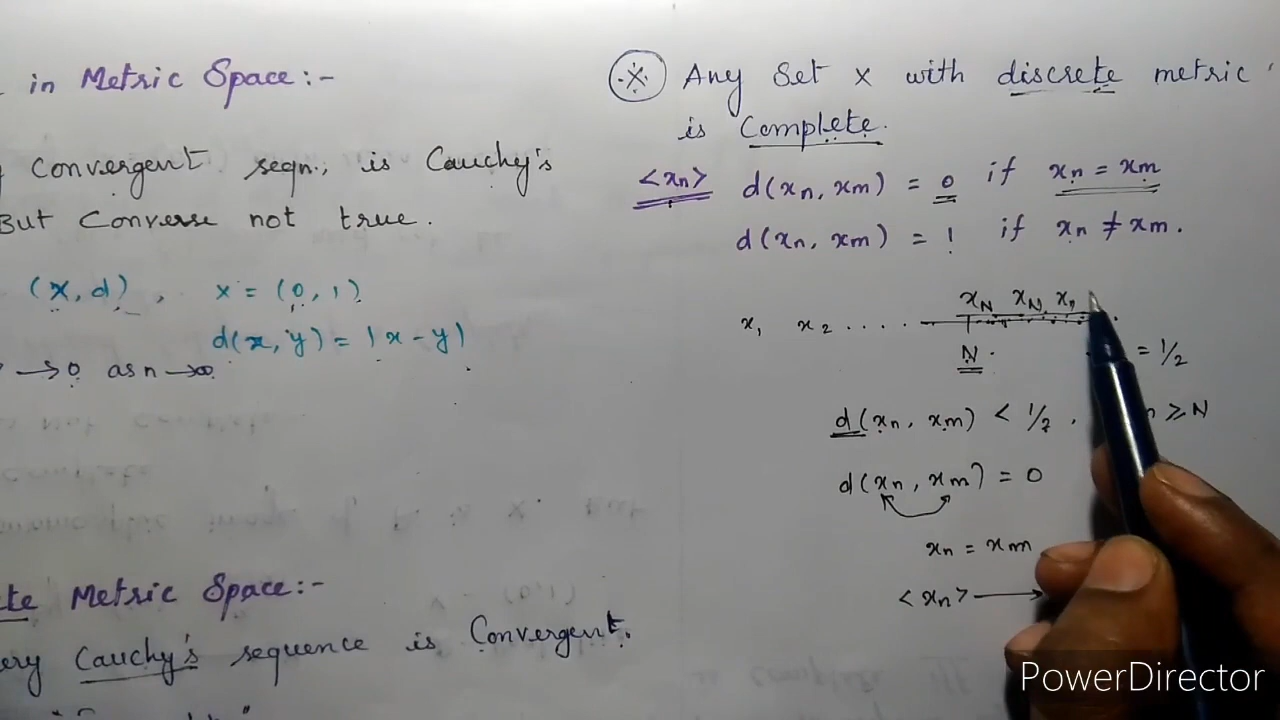 in Metric Space:-
Convergent seqn., is Cauchy's
But Converse not true.
(X, d) , x = (0, 1)
d(x, y) = |x - y|
→ 0 as n → ∞
Metric Space:-
Cauchy's sequence is Convergent.
Any Set X with discrete metric
is Complete.
<xn> d(xn, xm) = 0 if xn = xm
d(xn, xm) = 1 if xn ≠ xm.
xN xN
x1 x2 . . . .
N
= 1/2
d(xn, xm) < 1/2 , ≥ N
d(xn, xm) = 0
xn = xm
<xn> →
PowerDirector